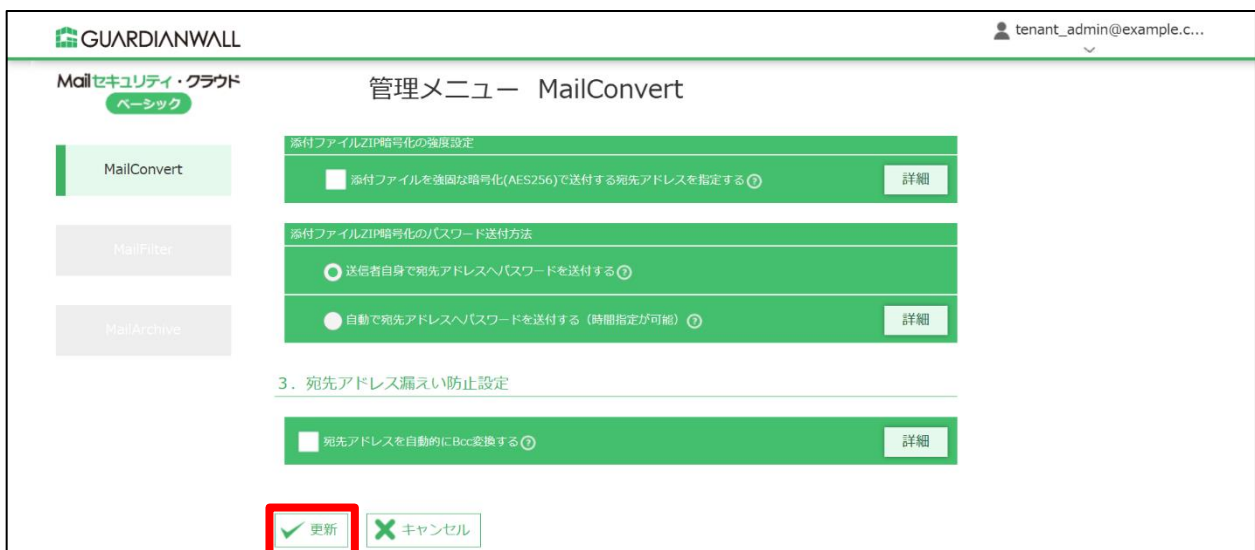 GUARDIANWALL
tenant_admin@example.c...
Mailセキュリティ・クラウド
ベーシック
管理メニュー MailConvert
MailConvert
MailFilter
MailArchive
添付ファイルZIP暗号化の強度設定
添付ファイルを強固な暗号化(AES256)で送付する宛先アドレスを指定する?
詳細
添付ファイルZIP暗号化のパスワード送付方法
送信者自身で宛先アドレスへパスワードを送付する?
自動で宛先アドレスへパスワードを送付する（時間指定が可能）?
詳細
3．宛先アドレス漏えい防止設定
宛先アドレスを自動的にBcc変換する?
詳細
更新
キャンセル